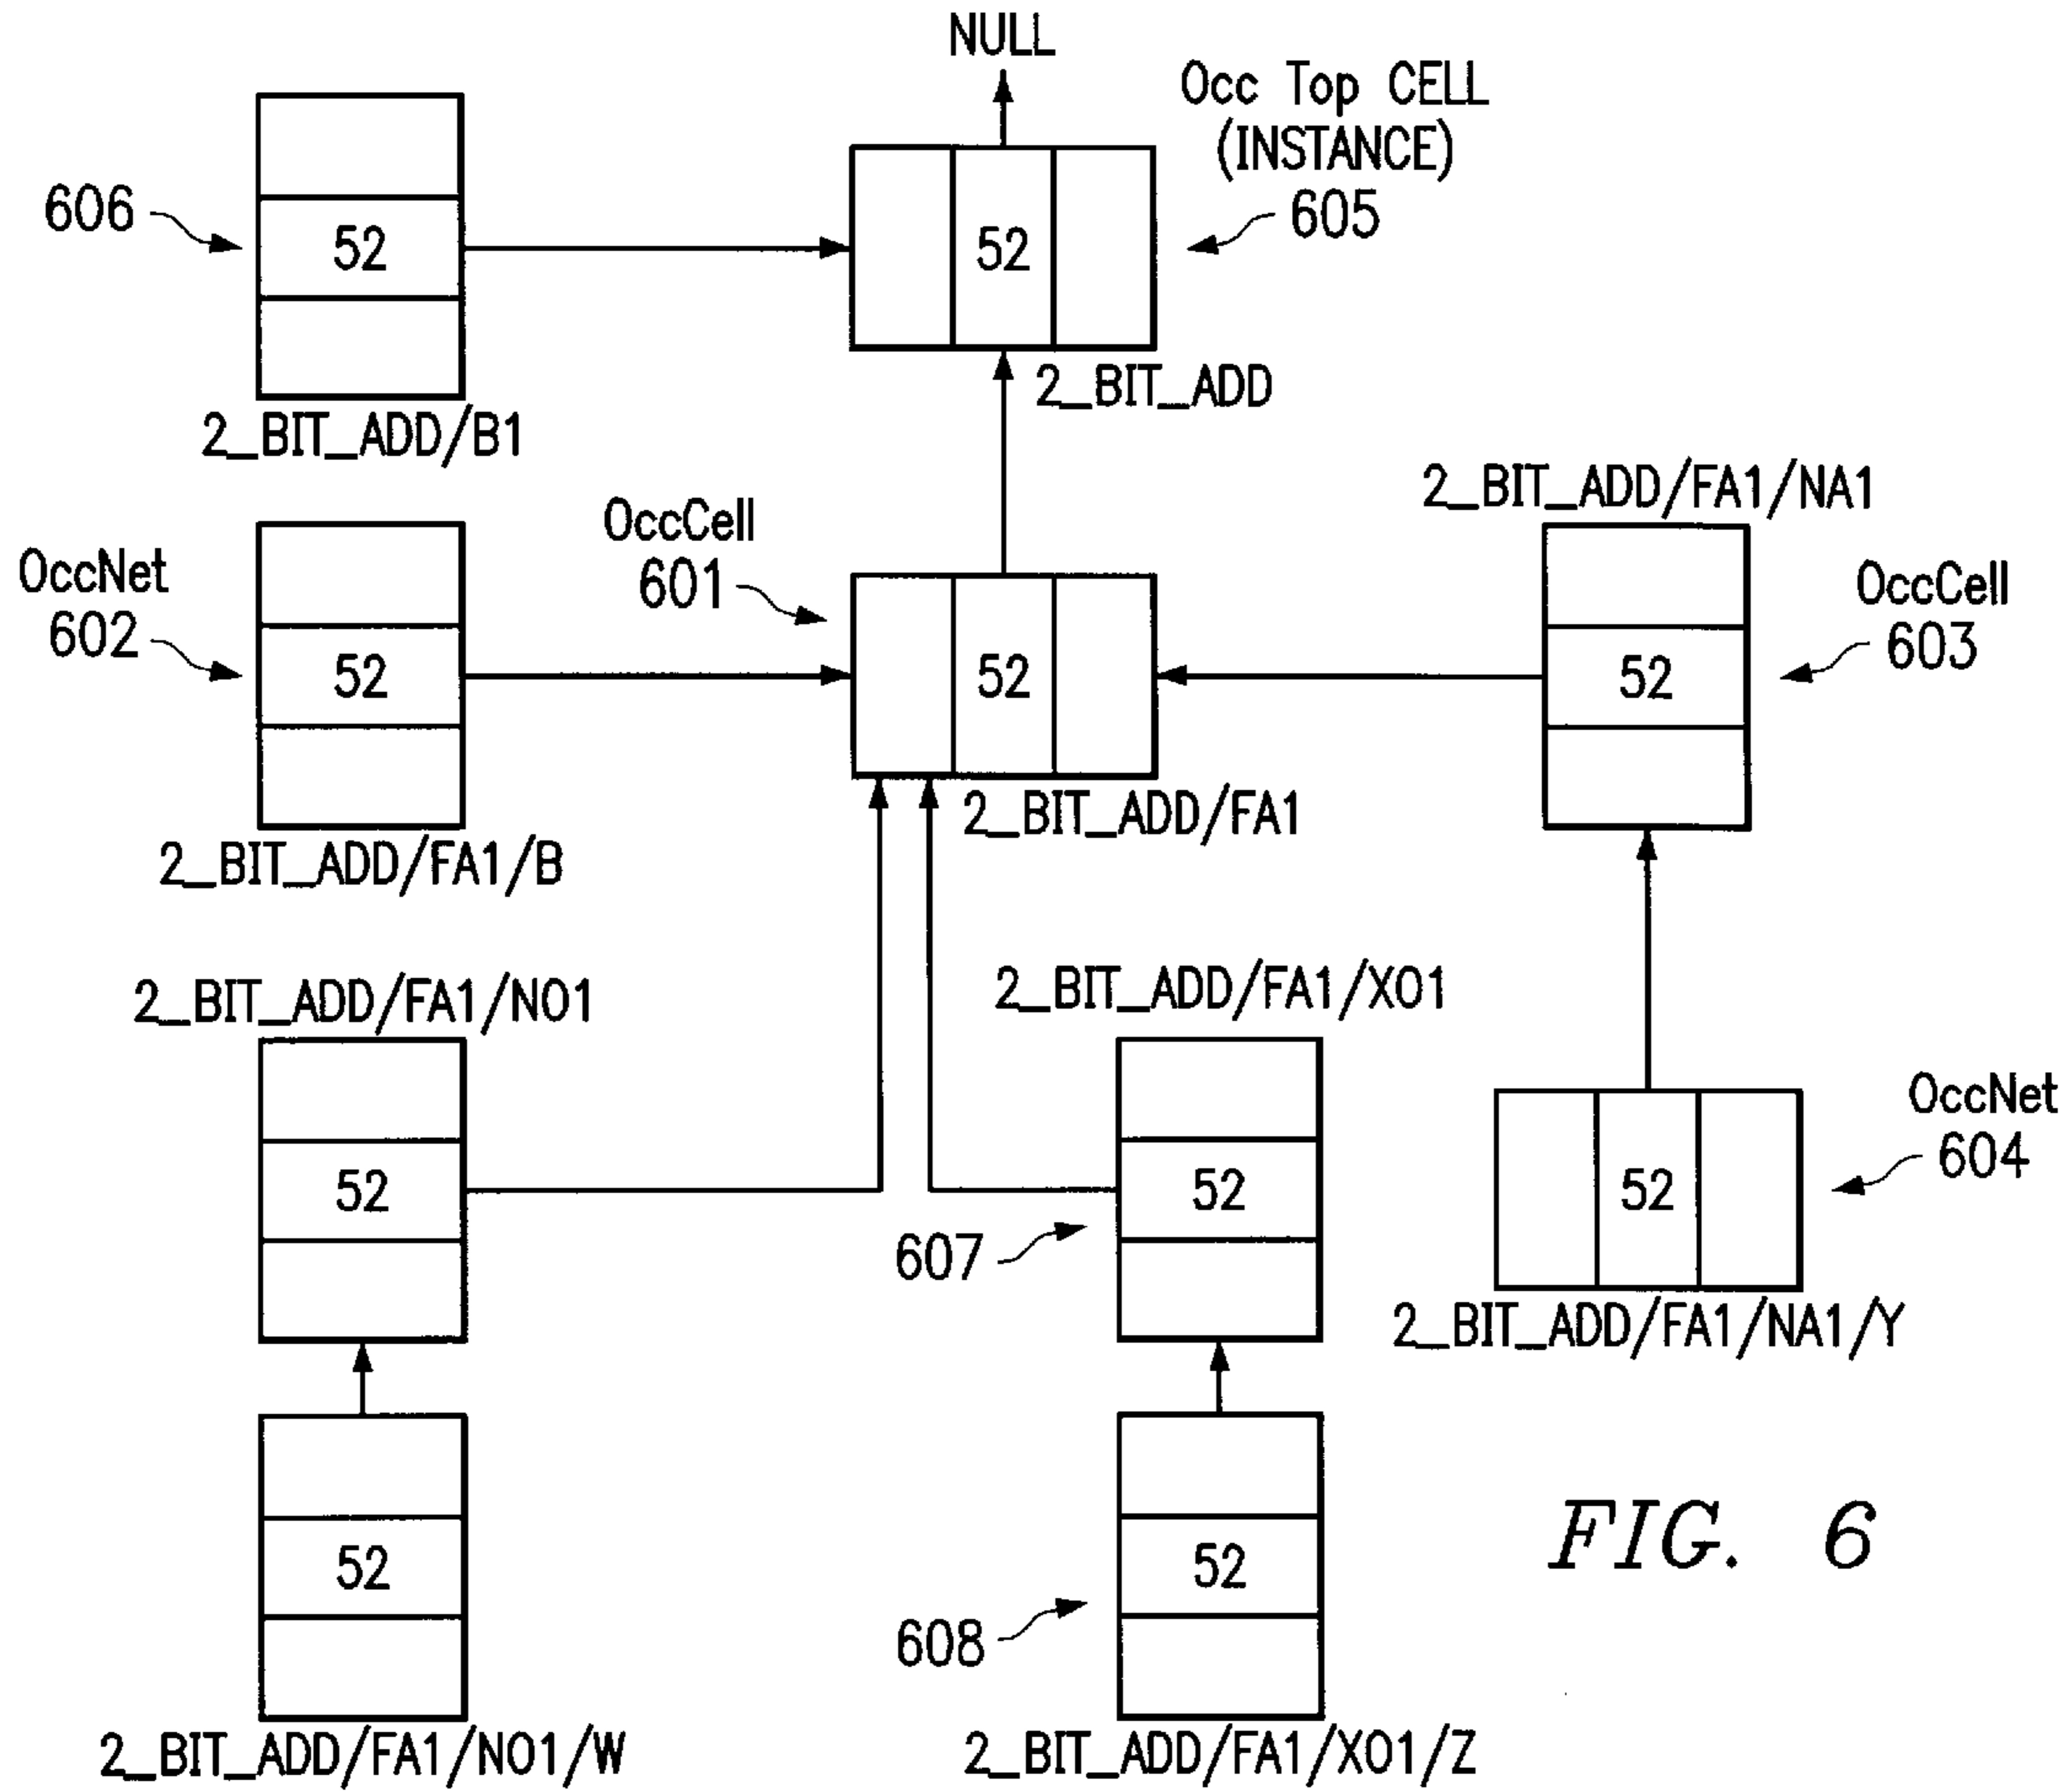 NULL
Occ Top CELL
(INSTANCE)
605
606
52
52
2_BIT_ADD
2_BIT_ADD/B1
2_BIT_ADD/FA1/NA1
OccCell
601
OccNet
602
OccCell
603
52
52
52
2_BIT_ADD/FA1
2_BIT_ADD/FA1/B
2_BIT_ADD/FA1/NO1
2_BIT_ADD/FA1/XO1
OccNet
604
52
52
52
607
2_BIT_ADD/FA1/NA1/Y
52
52
608
FIG. 6
2_BIT_ADD/FA1/NO1/W
2_BIT_ADD/FA1/XO1/Z